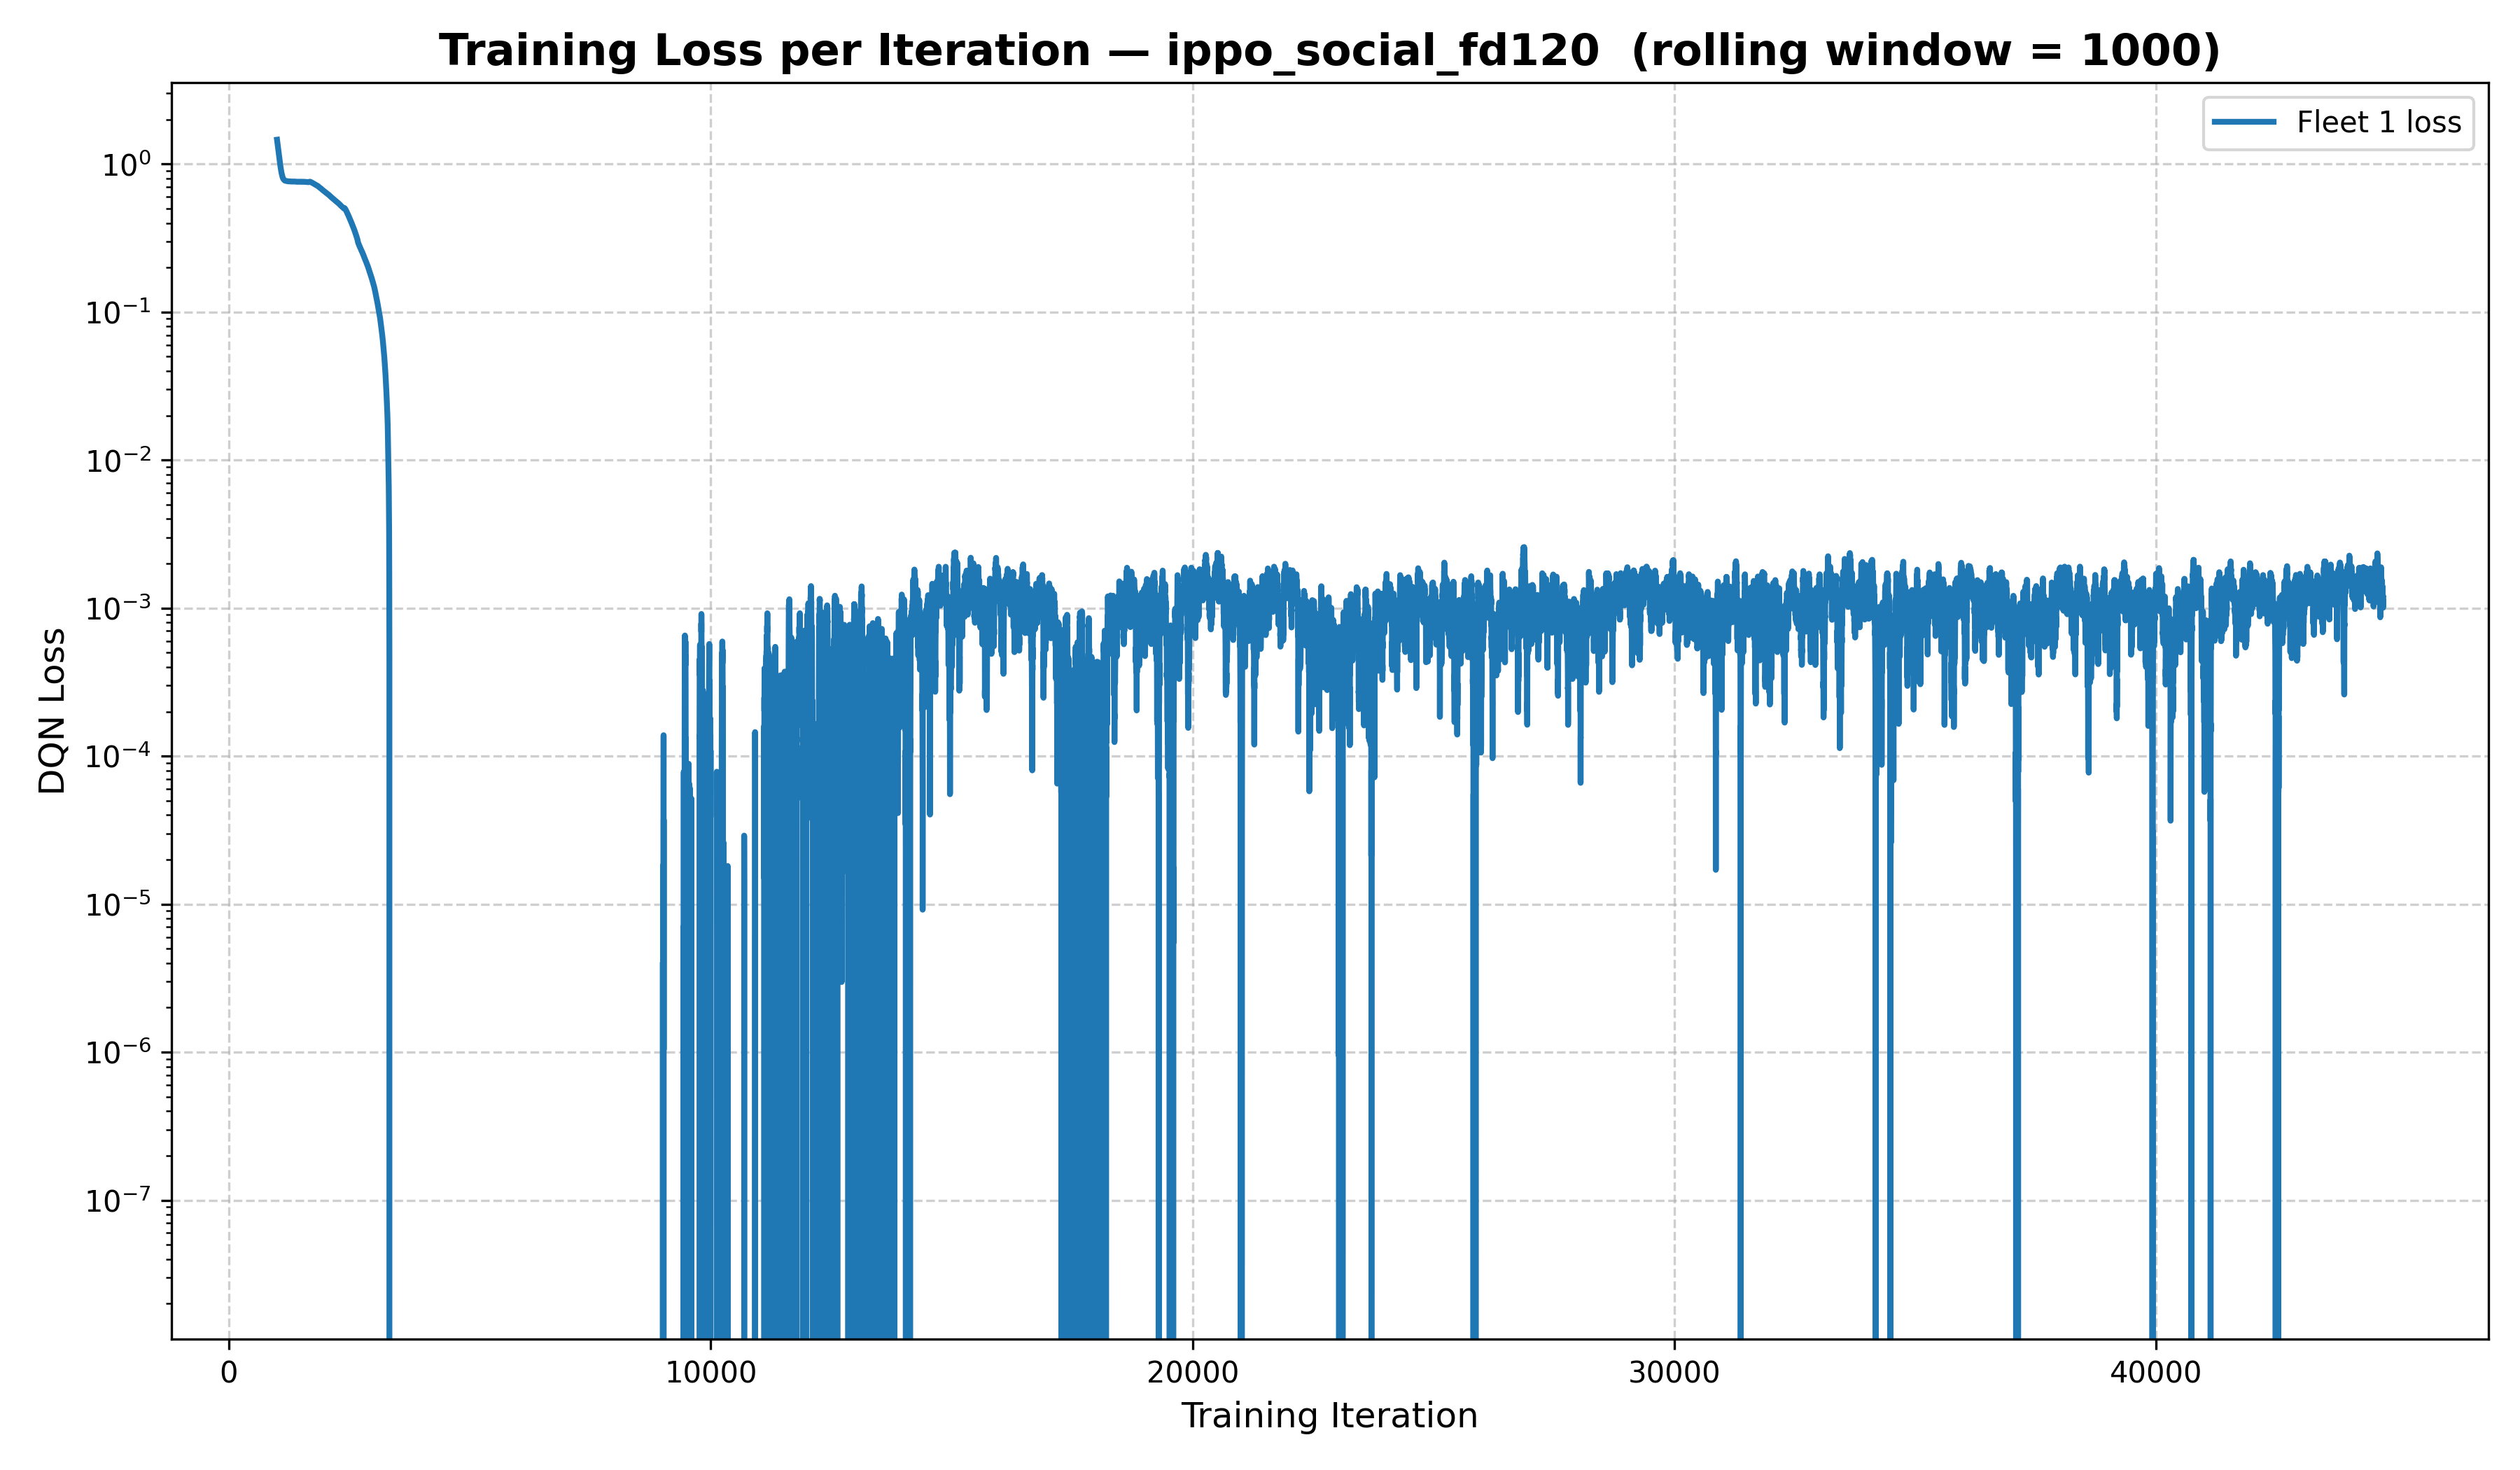 Training Loss per Iteration — ippo_social_fd120 (rolling window = 1000)
Fleet 1 loss
DQN Loss
10⁰
10⁻¹
10⁻²
10⁻³
10⁻⁴
10⁻⁵
10⁻⁶
10⁻⁷
0 10000 20000 30000 40000
Training Iteration